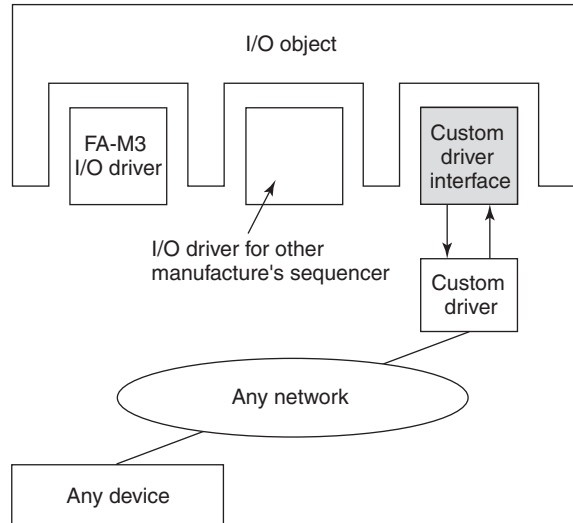 I/O object
FA-M3
I/O driver
Custom
driver
interface
I/O driver for other
manufacture's sequencer
Custom
driver
Any network
Any device